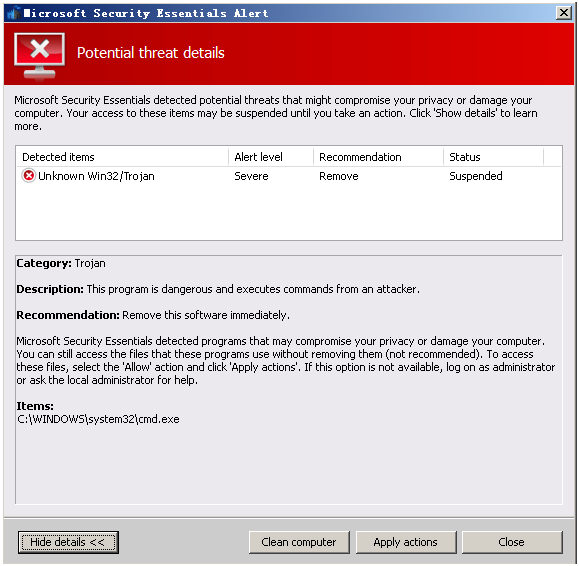 Microsoft Security Essentials Alert
Potential threat details
Microsoft Security Essentials detected potential threats that might compromise your privacy or damage your
computer. Your access to these items may be suspended until you take an action. Click 'Show details' to learn
more.
Detected items Alert level Recommendation Status
Unknown Win32/Trojan Severe Remove Suspended
Category: Trojan
Description: This program is dangerous and executes commands from an attacker.
Recommendation: Remove this software immediately.
Microsoft Security Essentials detected programs that may compromise your privacy or damage your computer.
You can still access the files that these programs use without removing them (not recommended). To access
these files, select the 'Allow' action and click 'Apply actions'. If this option is not available, log on as administrator
or ask the local administrator for help.
Items:
C:\WINDOWS\system32\cmd.exe
Hide details << Clean computer Apply actions Close